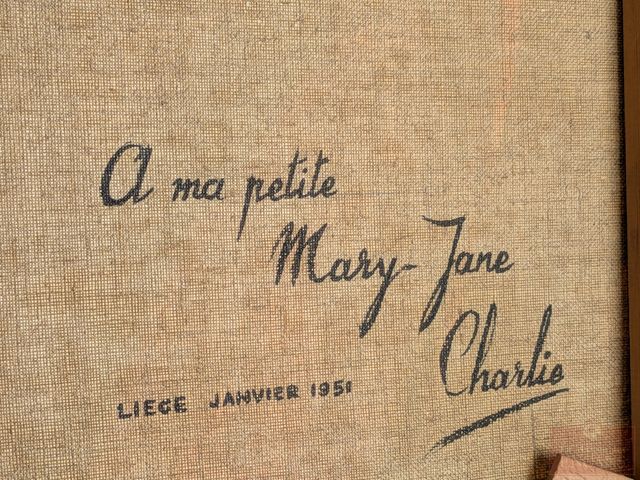 A ma petite
Mary-Jane
Charlie
LIEGE JANVIER 1951